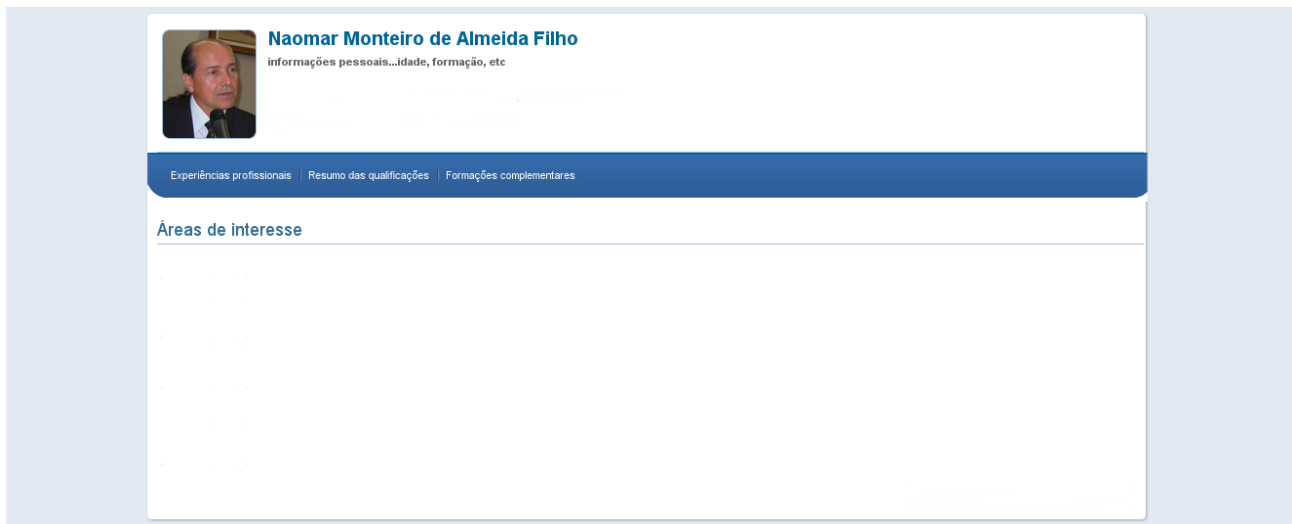 Naomar Monteiro de Almeida Filho
informações pessoais...idade, formação, etc
Experiências profissionais | Resumo das qualificações | Formações complementares
Áreas de interesse